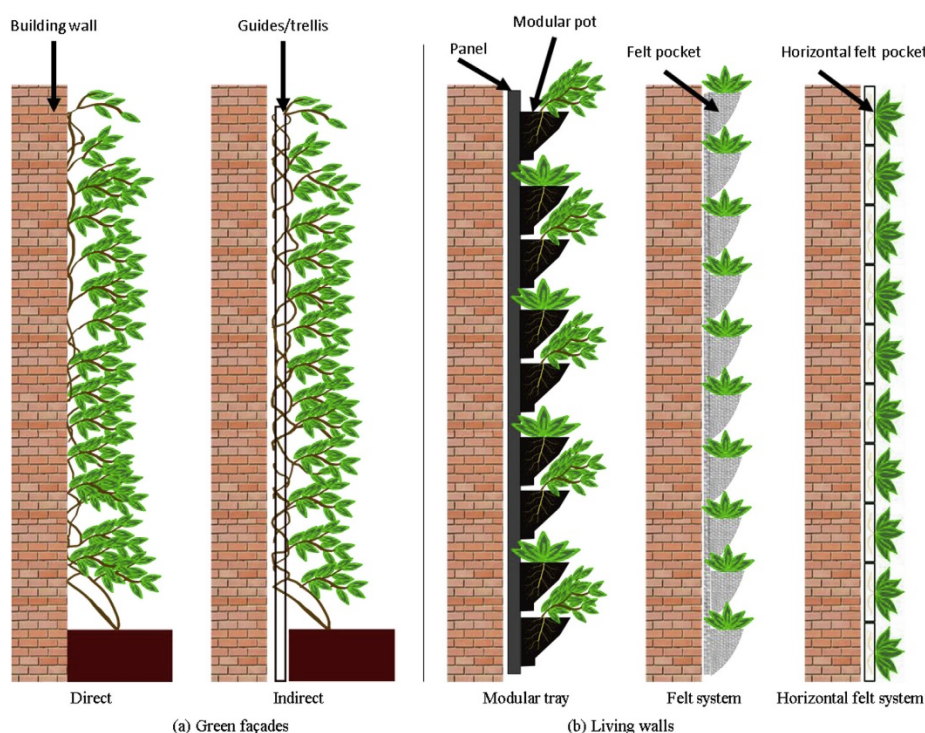 Building wall
Guides/trellis
Panel
Modular pot
Felt pocket
Horizontal felt pocket
Direct
Indirect
Modular tray
Felt system
Horizontal felt system
(a) Green façades
(b) Living walls